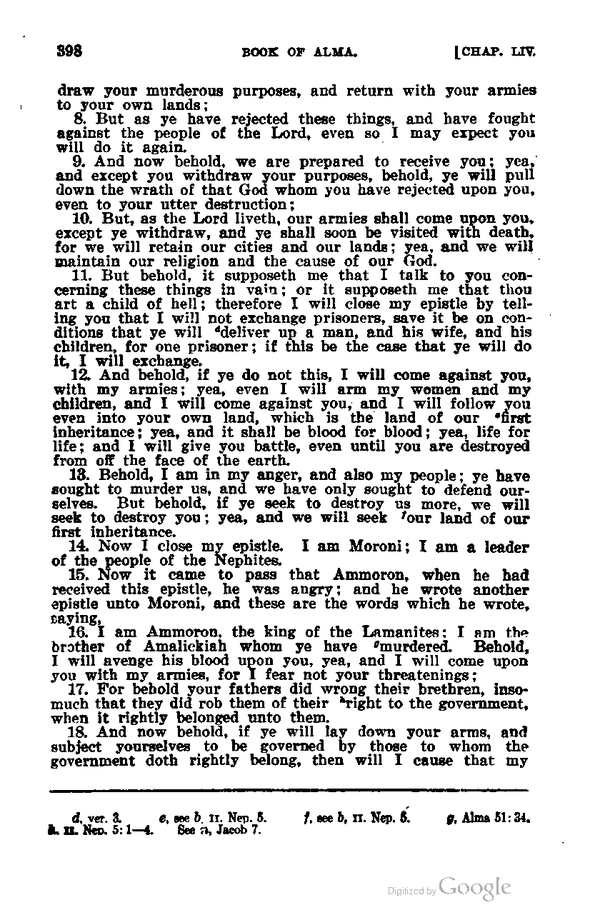 398 BOOK OF ALMA. [CHAP. LIV.
draw your murderous purposes, and return with your armies
to your own lands;
8. But as ye have rejected these things, and have fought
against the people of the Lord, even so I may expect you
will do it again.
9. And now behold, we are prepared to receive you; yea,
and except you withdraw your purposes, behold, ye will pull
down the wrath of that God whom you have rejected upon you,
even to your utter destruction;
10. But, as the Lord liveth, our armies shall come upon you,
except ye withdraw, and ye shall soon be visited with death,
for we will retain our cities and our lands; yea, and we will
maintain our religion and the cause of our God.
11. But behold, it supposeth me that I talk to you con-
cerning these things in vain; or it supposeth me that thou
art a child of hell; therefore I will close my epistle by tell-
ing you that I will not exchange prisoners, save it be on con-
ditions that ye will ᵈdeliver up a man, and his wife, and his
children, for one prisoner; if this be the case that ye will do
it, I will exchange.
12. And behold, if ye do not this, I will come against you,
with my armies; yea, even I will arm my women and my
children, and I will come against you, and I will follow you
even into your own land, which is the land of our ᵉfirst
inheritance; yea, and it shall be blood for blood; yea, life for
life; and I will give you battle, even until you are destroyed
from off the face of the earth.
13. Behold, I am in my anger, and also my people; ye have
sought to murder us, and we have only sought to defend our-
selves. But behold, if ye seek to destroy us more, we will
seek to destroy you; yea, and we will seek ᶠour land of our
first inheritance.
14. Now I close my epistle. I am Moroni; I am a leader
of the people of the Nephites.
15. Now it came to pass that Ammoron, when he had
received this epistle, he was angry; and he wrote another
epistle unto Moroni, and these are the words which he wrote,
saying,
16. I am Ammoron, the king of the Lamanites; I am the
brother of Amalickiah whom ye have ᵍmurdered. Behold,
I will avenge his blood upon you, yea, and I will come upon
you with my armies, for I fear not your threatenings;
17. For behold your fathers did wrong their brethren, inso-
much that they did rob them of their ʰright to the government,
when it rightly belonged unto them.
18. And now behold, if ye will lay down your arms, and
subject yourselves to be governed by those to whom the
government doth rightly belong, then will I cause that my
d, ver. 3. e, see b, II. Nep. 5. f, see b, II. Nep. 5. g, Alma 51:34.
h, II. Nep. 5:1—4. See n, Jacob 7.
Digitized by Google